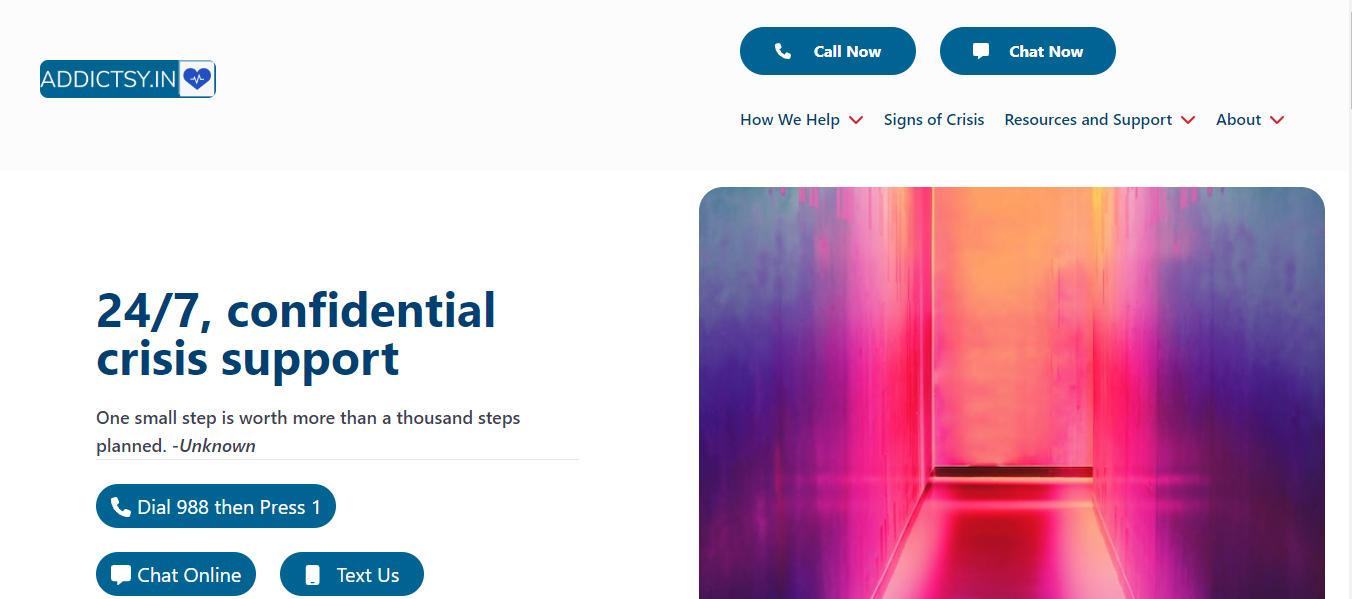 ADDICTSY.IN
Call Now
Chat Now
How We Help
Signs of Crisis
Resources and Support
About
24/7, confidential
crisis support
One small step is worth more than a thousand steps
planned. -Unknown
Dial 988 then Press 1
Chat Online
Text Us